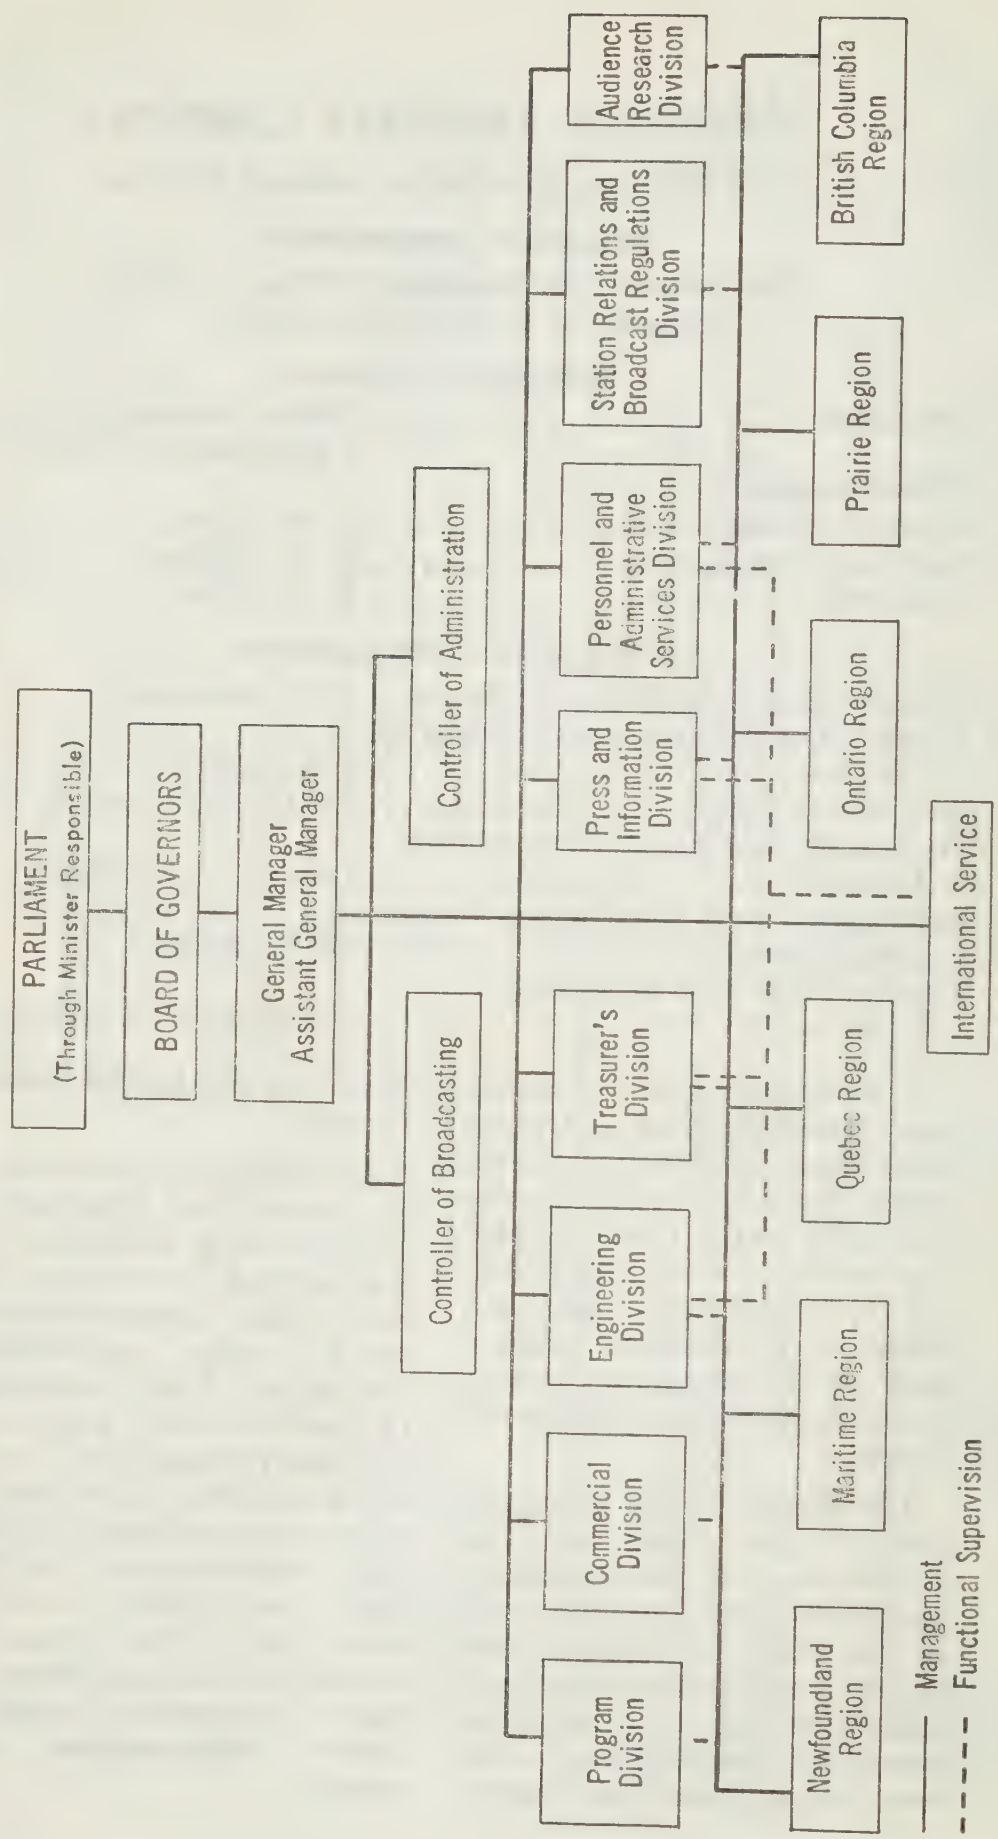 PARLIAMENT
(Through Minister Responsible)
BOARD OF GOVERNORS
General Manager
Assistant General Manager
Controller of Broadcasting
Controller of Administration
Program
Division
Commercial
Division
Engineering
Division
Treasurer's
Division
Press and
Information
Division
Personnel and
Administrative
Services Division
Station Relations and
Broadcast Regulations
Division
Audience
Research
Division
Newfoundland
Region
Maritime Region
Quebec Region
Ontario Region
Prairie Region
British Columbia
Region
International Service
Management
Functional Supervision